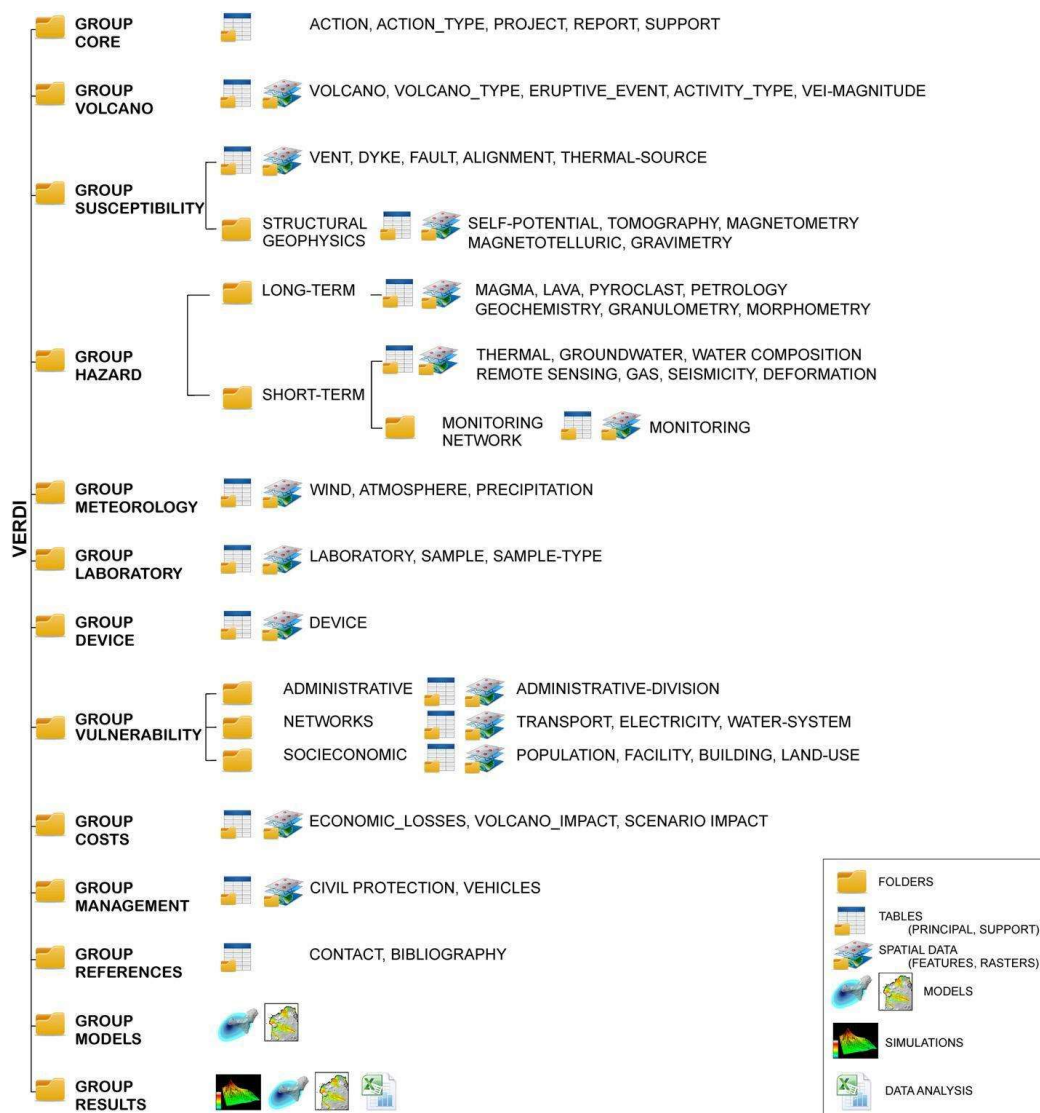 VERDI
GROUP
CORE
ACTION, ACTION_TYPE, PROJECT, REPORT, SUPPORT
GROUP
VOLCANO
VOLCANO, VOLCANO_TYPE, ERUPTIVE_EVENT, ACTIVITY_TYPE, VEI-MAGNITUDE
GROUP
SUSCEPTIBILITY
VENT, DYKE, FAULT, ALIGNMENT, THERMAL-SOURCE
STRUCTURAL
GEOPHYSICS
SELF-POTENTIAL, TOMOGRAPHY, MAGNETOMETRY
MAGNETOTELLURIC, GRAVIMETRY
GROUP
HAZARD
LONG-TERM
MAGMA, LAVA, PYROCLAST, PETROLOGY
GEOCHEMISTRY, GRANULOMETRY, MORPHOMETRY
SHORT-TERM
THERMAL, GROUNDWATER, WATER COMPOSITION
REMOTE SENSING, GAS, SEISMICITY, DEFORMATION
MONITORING
NETWORK
MONITORING
GROUP
METEOROLOGY
WIND, ATMOSPHERE, PRECIPITATION
GROUP
LABORATORY
LABORATORY, SAMPLE, SAMPLE-TYPE
GROUP
DEVICE
DEVICE
GROUP
VULNERABILITY
ADMINISTRATIVE
ADMINISTRATIVE-DIVISION
NETWORKS
TRANSPORT, ELECTRICITY, WATER-SYSTEM
SOCIECONOMIC
POPULATION, FACILITY, BUILDING, LAND-USE
GROUP
COSTS
ECONOMIC_LOSSES, VOLCANO_IMPACT, SCENARIO IMPACT
GROUP
MANAGEMENT
CIVIL PROTECTION, VEHICLES
GROUP
REFERENCES
CONTACT, BIBLIOGRAPHY
GROUP
MODELS
GROUP
RESULTS
FOLDERS
TABLES
(PRINCIPAL, SUPPORT)
SPATIAL DATA
(FEATURES, RASTERS)
MODELS
SIMULATIONS
DATA ANALYSIS